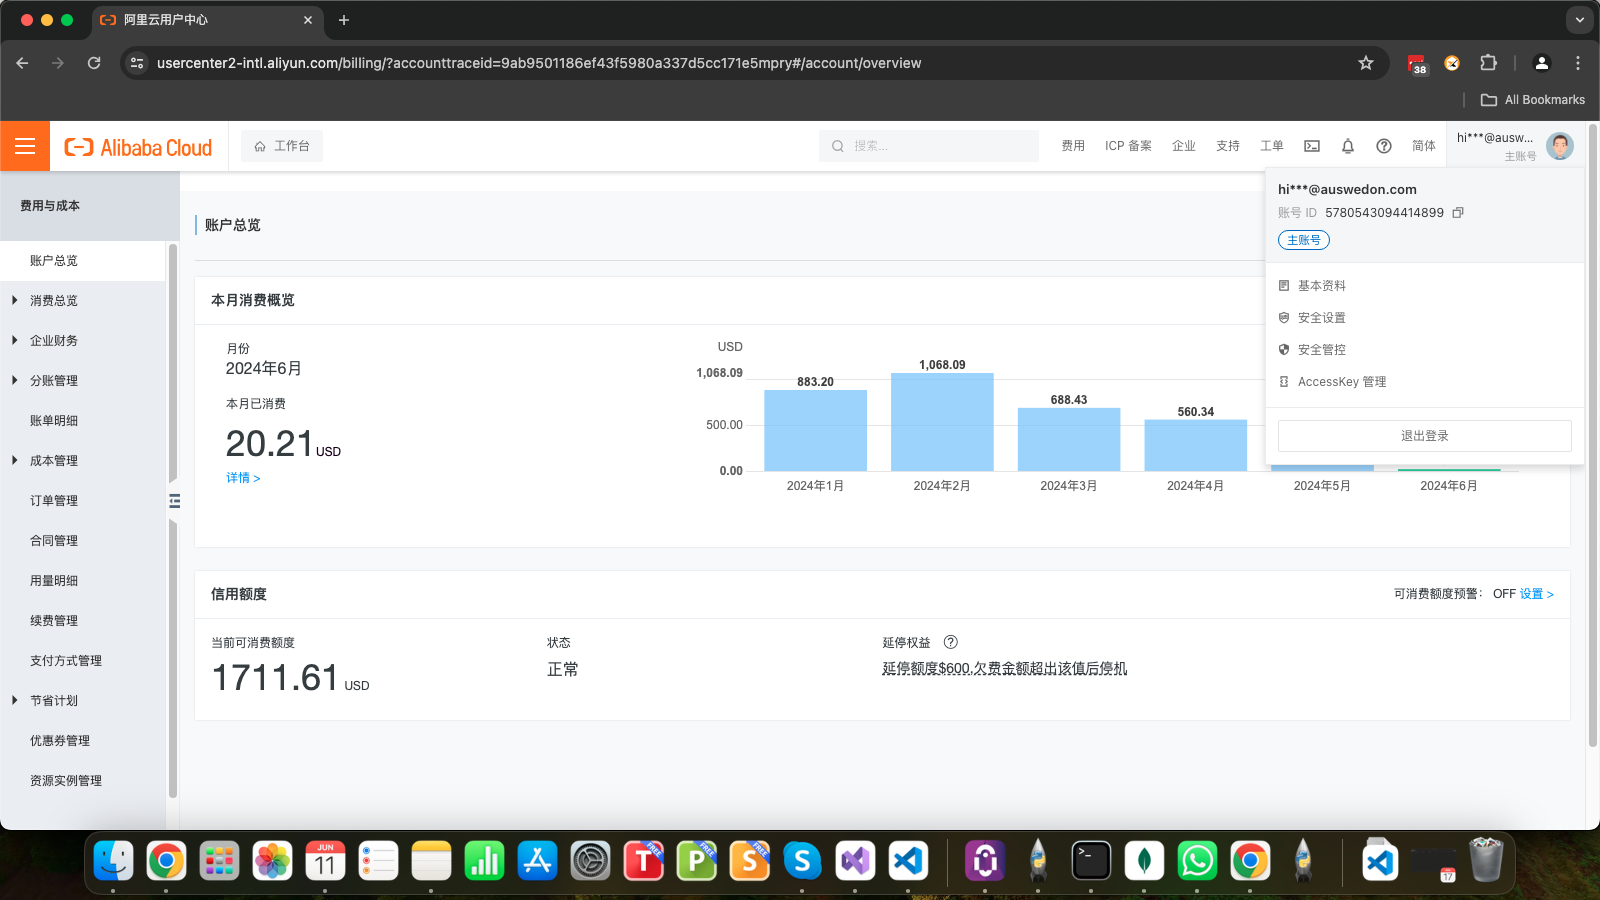 阿里云用户中心
usercenter2-intl.aliyun.com/billing/?accounttraceid=9ab9501186ef43f5980a337d5cc171e5mpry#/account/overview
38
All Bookmarks
Alibaba Cloud
工作台
搜索...
费用
ICP 备案
企业
支持
工单
简体
hi***@ausw...
主账号
hi***@auswedon.com
账号 ID 5780543094414899
主账号
基本资料
安全设置
安全管控
AccessKey 管理
退出登录
费用与成本
账户总览
消费总览
企业财务
分账管理
账单明细
成本管理
订单管理
合同管理
用量明细
续费管理
支付方式管理
节省计划
优惠券管理
资源实例管理
账户总览
本月消费概览
月份
2024年6月
本月已消费
20.21 USD
详情 >
USD
1,068.09
500.00
0.00
883.20
1,068.09
688.43
560.34
2024年1月
2024年2月
2024年3月
2024年4月
2024年5月
2024年6月
信用额度
可消费额度预警： OFF 设置 >
当前可消费额度
1711.61 USD
状态
正常
延停权益
延停额度$600,欠费金额超出该值后停机
JUN
11
T
FREE
P
FREE
S
FREE
S
17